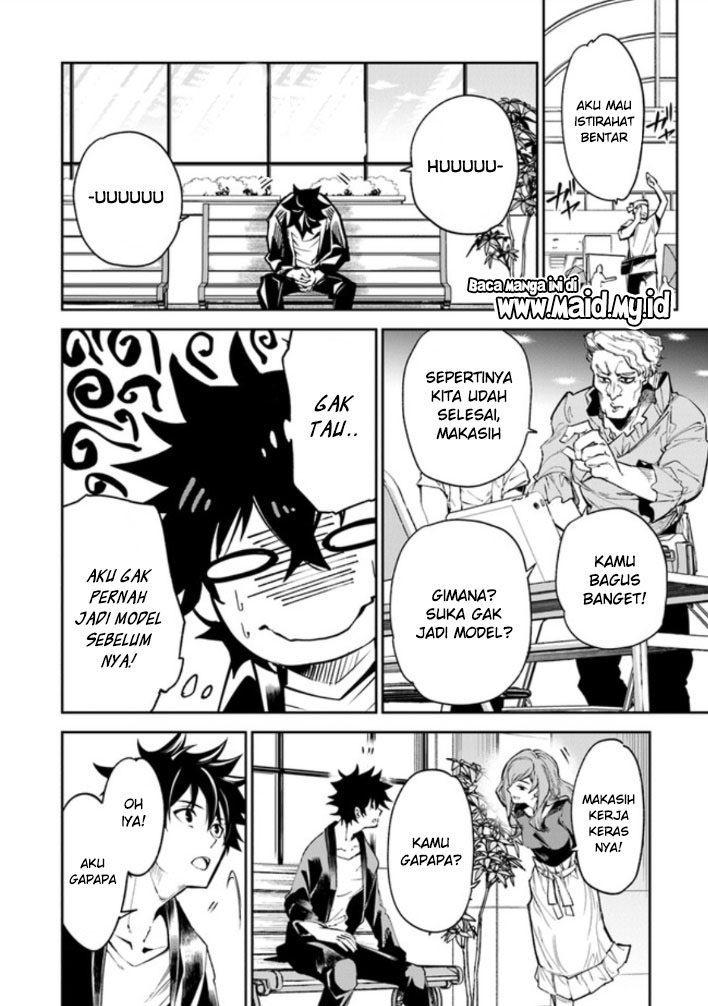 AKU MAU
ISTIRAHAT
BENTAR
HUUUUU-
-UUUUUU
Baca Manga ini di
www.Maid.My.id
SEPERTINYA
KITA UDAH
SELESAI,
MAKASIH
KAMU
BAGUS
BANGET!
GIMANA?
SUKA GAK
JADI MODEL?
GAK
TAU..
AKU GAK
PERNAH
JADI MODEL
SEBELUM
NYA!
MAKASIH
KERJA
KERAS
NYA!
KAMU
GAPAPA?
OH
IYA!
AKU
GAPAPA